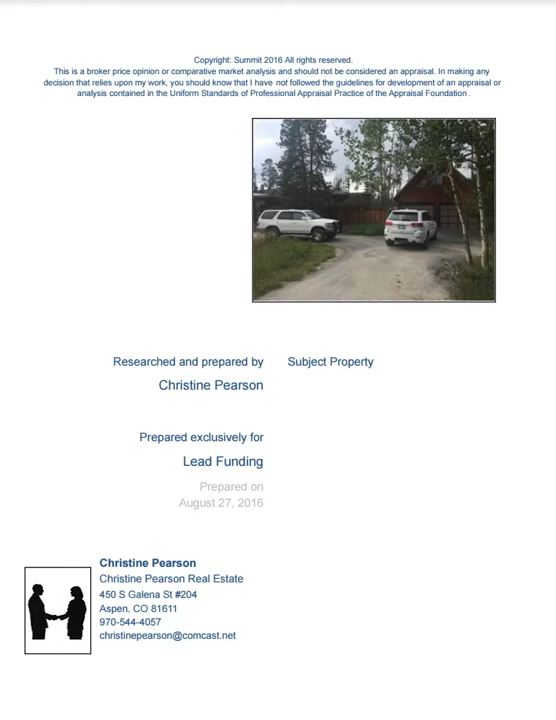 Copyright: Summit 2016 All rights reserved.
This is a broker price opinion or comparative market analysis and should not be considered an appraisal. In making any
decision that relies upon my work, you should know that I have not followed the guidelines for development of an appraisal or
analysis contained in the Uniform Standards of Professional Appraisal Practice of the Appraisal Foundation.
Researched and prepared by
Christine Pearson
Subject Property
Prepared exclusively for
Lead Funding
Prepared on
August 27, 2016
Christine Pearson
Christine Pearson Real Estate
450 S Galena St #204
Aspen, CO 81611
970-544-4057
christinepearson@comcast.net